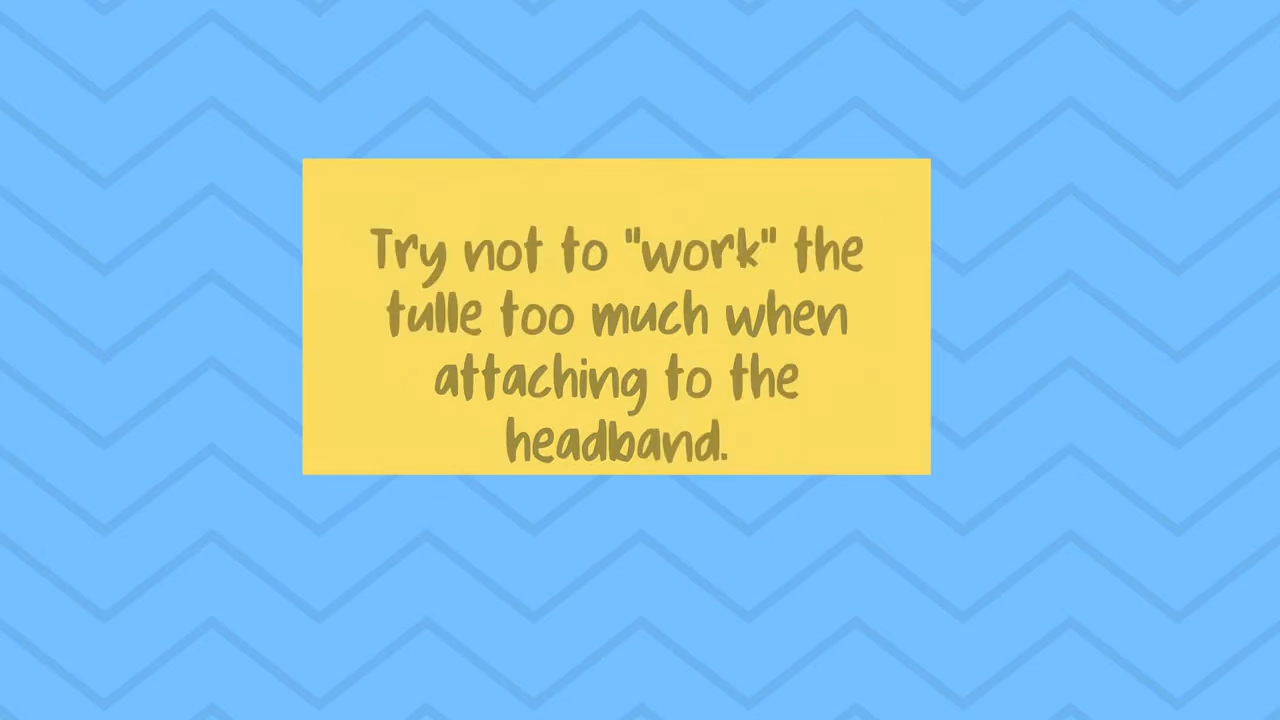 Try not to "work" the
tulle too much when
attaching to the
headband.